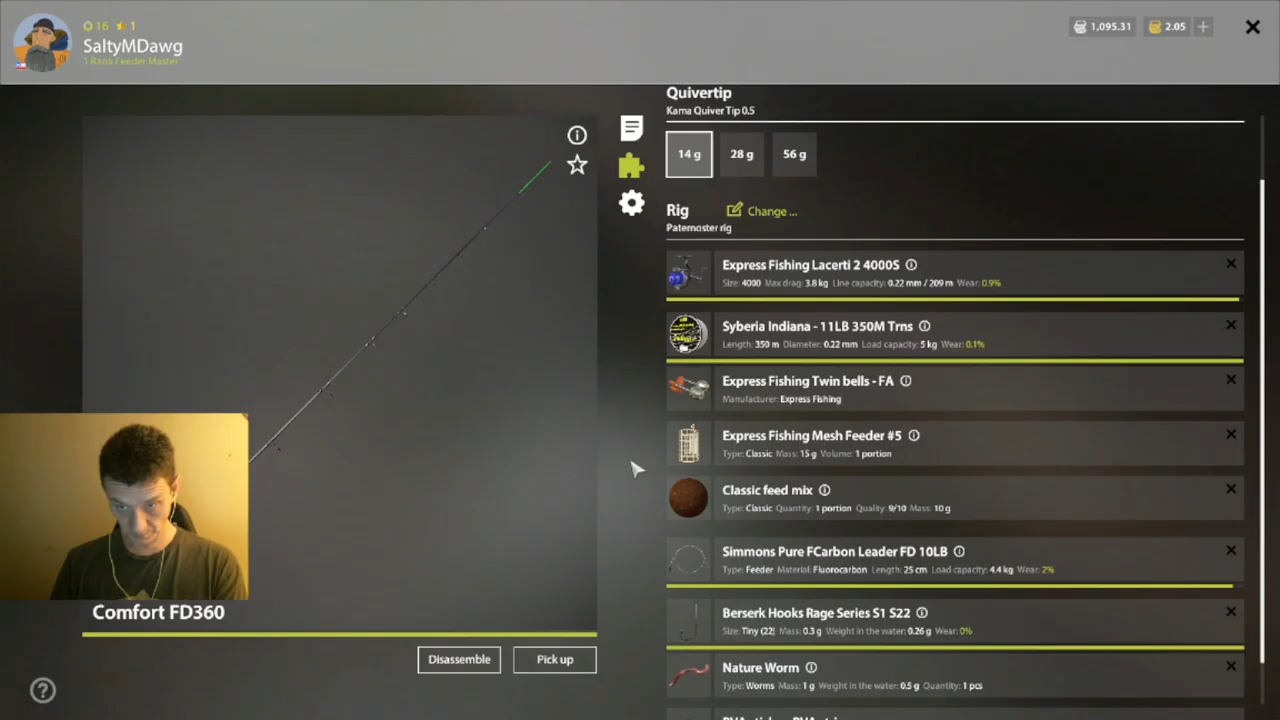 16 1
SaltyMDawg
1 Rank Feeder Master
1,095.31 2.05 +
Quivertip
Kama Quiver Tip 0.5
14 g 28 g 56 g
Rig Change ...
Paternoster rig
Express Fishing Lacerti 2 4000S
Size: 4000 Max drag: 3.8 kg Line capacity: 0.22 mm / 209 m Wear: 0.9%
Syberia Indiana - 11LB 350M Trns
Length: 350 m Diameter: 0.22 mm Load capacity: 5 kg Wear: 0.1%
Express Fishing Twin bells - FA
Manufacturer: Express Fishing
Express Fishing Mesh Feeder #5
Type: Classic Mass: 15 g Volume: 1 portion
Classic feed mix
Type: Classic Quantity: 1 portion Quality: 9/10 Mass: 10 g
Simmons Pure FCarbon Leader FD 10LB
Type: Feeder Material: Fluorocarbon Length: 25 cm Load capacity: 4.4 kg Wear: 2%
Berserk Hooks Rage Series S1 S22
Size: Tiny (22) Mass: 0.3 g Weight in the water: 0.26 g Wear: 0%
Nature Worm
Type: Worms Mass: 1 g Weight in the water: 0.5 g Quantity: 1 pcs
Comfort FD360
Disassemble Pick up
?